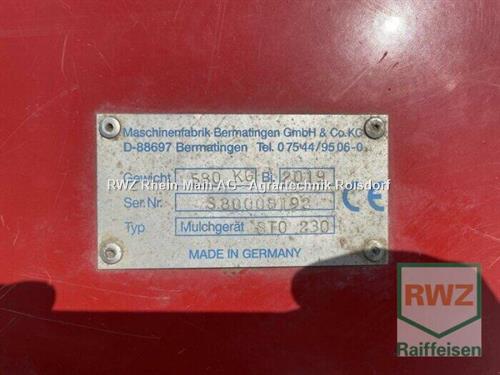 Maschinenfabrik Bermatingen GmbH & Co.KG
D-88697 Bermatingen Tel. 07544/9506-0
Gewicht 580 KG Bj. 2019
RWZ Rhein Main AG - Agrartechnik Roisdorf
Ser.Nr. S80008192
Typ Mulchgerät STO 230
MADE IN GERMANY
CE
RWZ
Raiffeisen